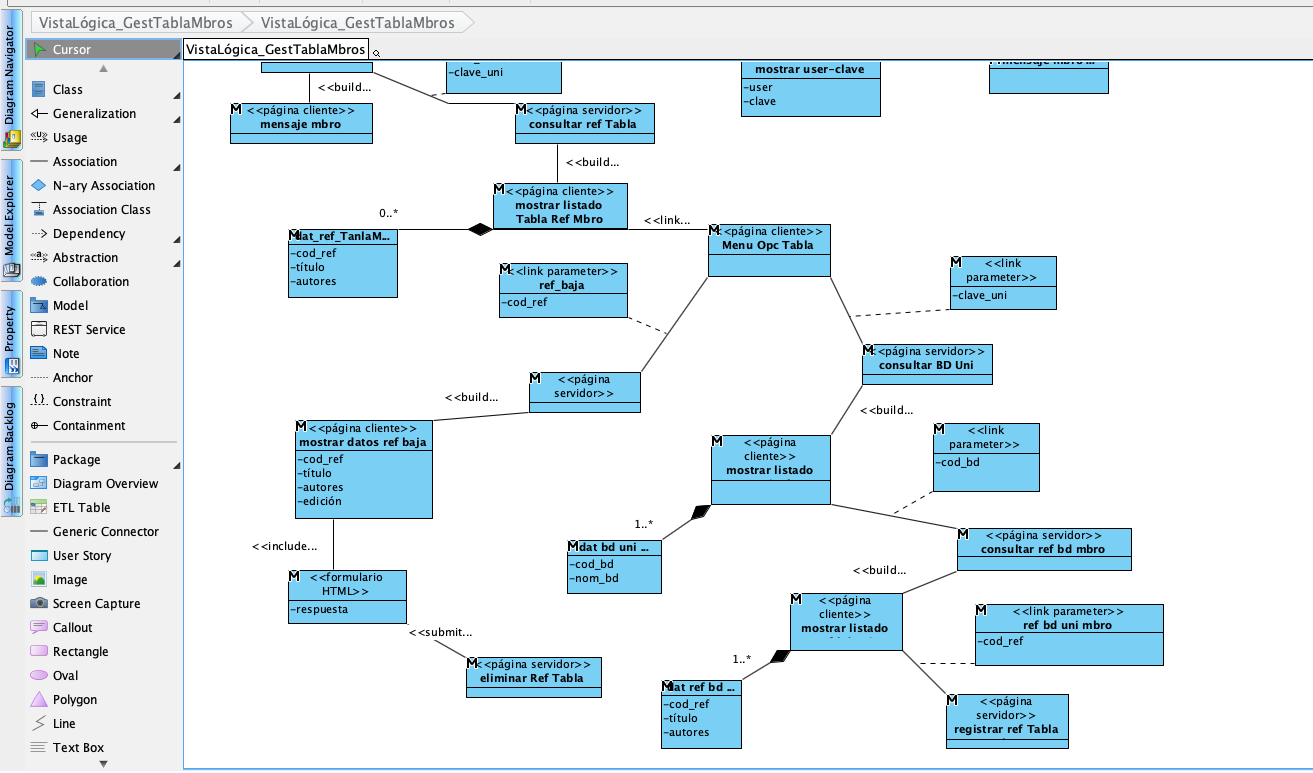 VistaLógica_GestTablaMbros
VistaLógica_GestTablaMbros
VistaLógica_GestTablaMbros
Diagram Navigator
Model Explorer
Property
Diagram Backlog
Cursor
Class
Generalization
Usage
Association
N-ary Association
Association Class
Dependency
Abstraction
Collaboration
Model
REST Service
Note
Anchor
Constraint
Containment
Package
Diagram Overview
ETL Table
Generic Connector
User Story
Image
Screen Capture
Callout
Rectangle
Oval
Polygon
Line
Text Box
-clave_uni
mostrar user-clave
-user
-clave
mensaje mbro ...
<<build...
<<página cliente>>
mensaje mbro
<<página servidor>>
consultar ref Tabla
<<build...
<<página cliente>>
mostrar listado
Tabla Ref Mbro
0..*
<<link...
dat_ref_TanlaM...
-cod_ref
-título
-autores
<<página cliente>>
Menu Opc Tabla
<<link parameter>>
ref_baja
-cod_ref
<<link
parameter>>
-clave_uni
<<página servidor>>
consultar BD Uni
<<página
servidor>>
<<build...
<<build...
<<página cliente>>
mostrar datos ref baja
-cod_ref
-título
-autores
-edición
<<página
cliente>>
mostrar listado
<<link
parameter>>
-cod_bd
1..*
dat bd uni ...
-cod_bd
-nom_bd
<<página servidor>>
consultar ref bd mbro
<<include...
<<build...
<<formulario
HTML>>
-respuesta
<<página
cliente>>
mostrar listado
<<link parameter>>
ref bd uni mbro
-cod_ref
<<submit...
<<página servidor>>
eliminar Ref Tabla
1..*
dat ref bd ...
-cod_ref
-título
-autores
<<página
servidor>>
registrar ref Tabla